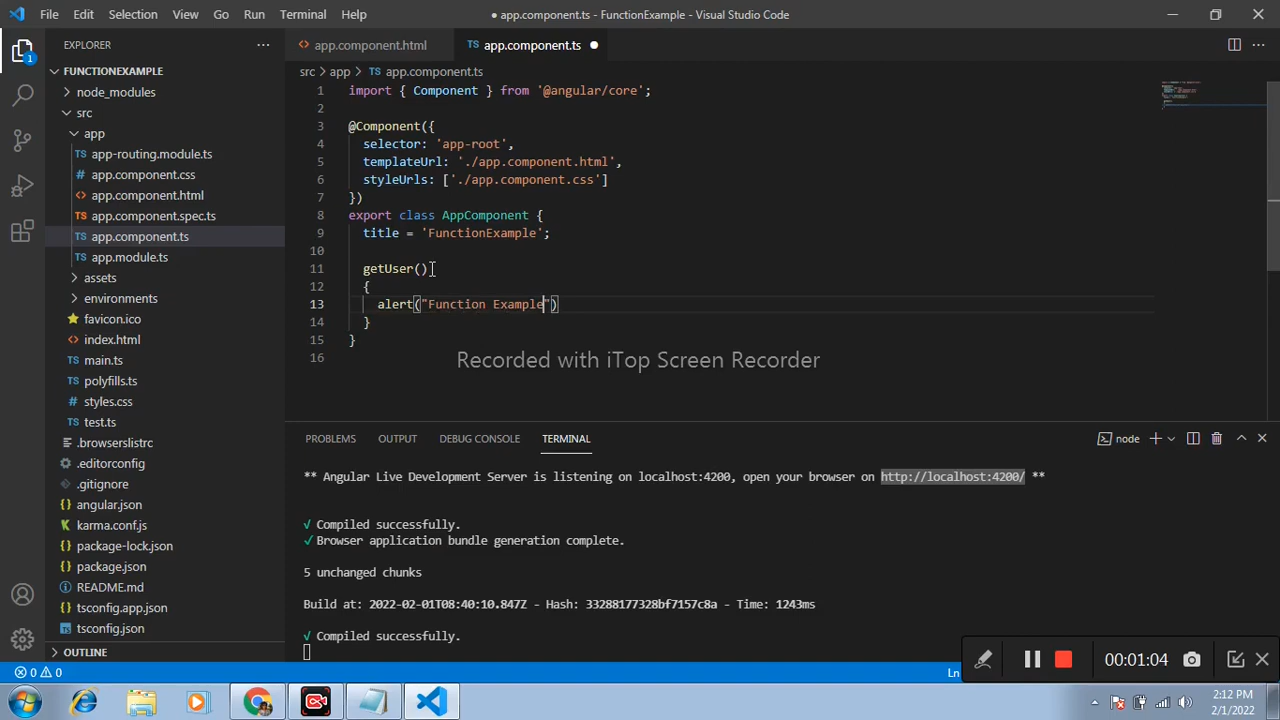 File Edit Selection View Go Run Terminal Help
● app.component.ts - FunctionExample - Visual Studio Code
EXPLORER
FUNCTIONEXAMPLE
node_modules
src
app
TS app-routing.module.ts
# app.component.css
<> app.component.html
TS app.component.spec.ts
TS app.component.ts
TS app.module.ts
assets
environments
favicon.ico
<> index.html
TS main.ts
TS polyfills.ts
# styles.css
TS test.ts
.browserslistrc
.editorconfig
.gitignore
{} angular.json
karma.conf.js
{} package-lock.json
{} package.json
README.md
{} tsconfig.app.json
tsconfig.json
OUTLINE
1
<> app.component.html
TS app.component.ts ●
src > app > TS app.component.ts
1 import { Component } from '@angular/core';
2
3 @Component({
4 selector: 'app-root',
5 templateUrl: './app.component.html',
6 styleUrls: ['./app.component.css']
7 })
8 export class AppComponent {
9 title = 'FunctionExample';
10
11 getUser()
12 {
13 alert("Function Example")
14 }
15 }
16
Recorded with iTop Screen Recorder
PROBLEMS OUTPUT DEBUG CONSOLE TERMINAL
node
** Angular Live Development Server is listening on localhost:4200, open your browser on http://localhost:4200/ **
√ Compiled successfully.
√ Browser application bundle generation complete.
5 unchanged chunks
Build at: 2022-02-01T08:40:10.847Z - Hash: 33288177328bf7157c8a - Time: 1243ms
√ Compiled successfully.
00:01:04
0 0
Ln
2:12 PM
2/1/2022